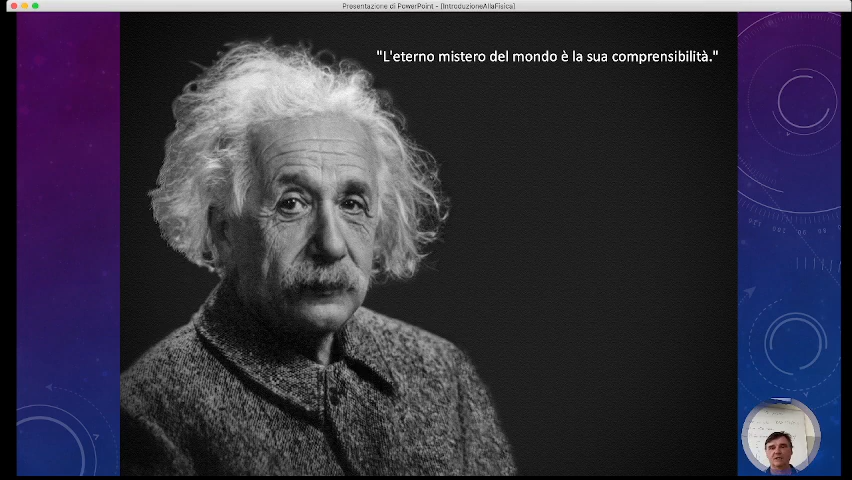 Presentazione di PowerPoint - [IntroduzioneAllaFisica]
"L'eterno mistero del mondo è la sua comprensibilità."